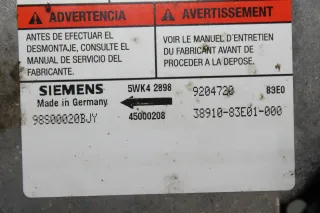 ADVERTENCIA
ANTES DE EFECTUAR EL
DESMONTAJE, CONSULTE EL
MANUAL DE SERVICIO DEL
FABRICANTE.
AVERTISSEMENT
VOIR LE MANUEL D'ENTRETIEN
DU FABRICANT AVANT DE
PROCEDER A LA DEPOSE.
SIEMENS 5WK4 2898 9204720 83E0
Made in Germany
98S00020BJY 45000208 38910-83E01-000